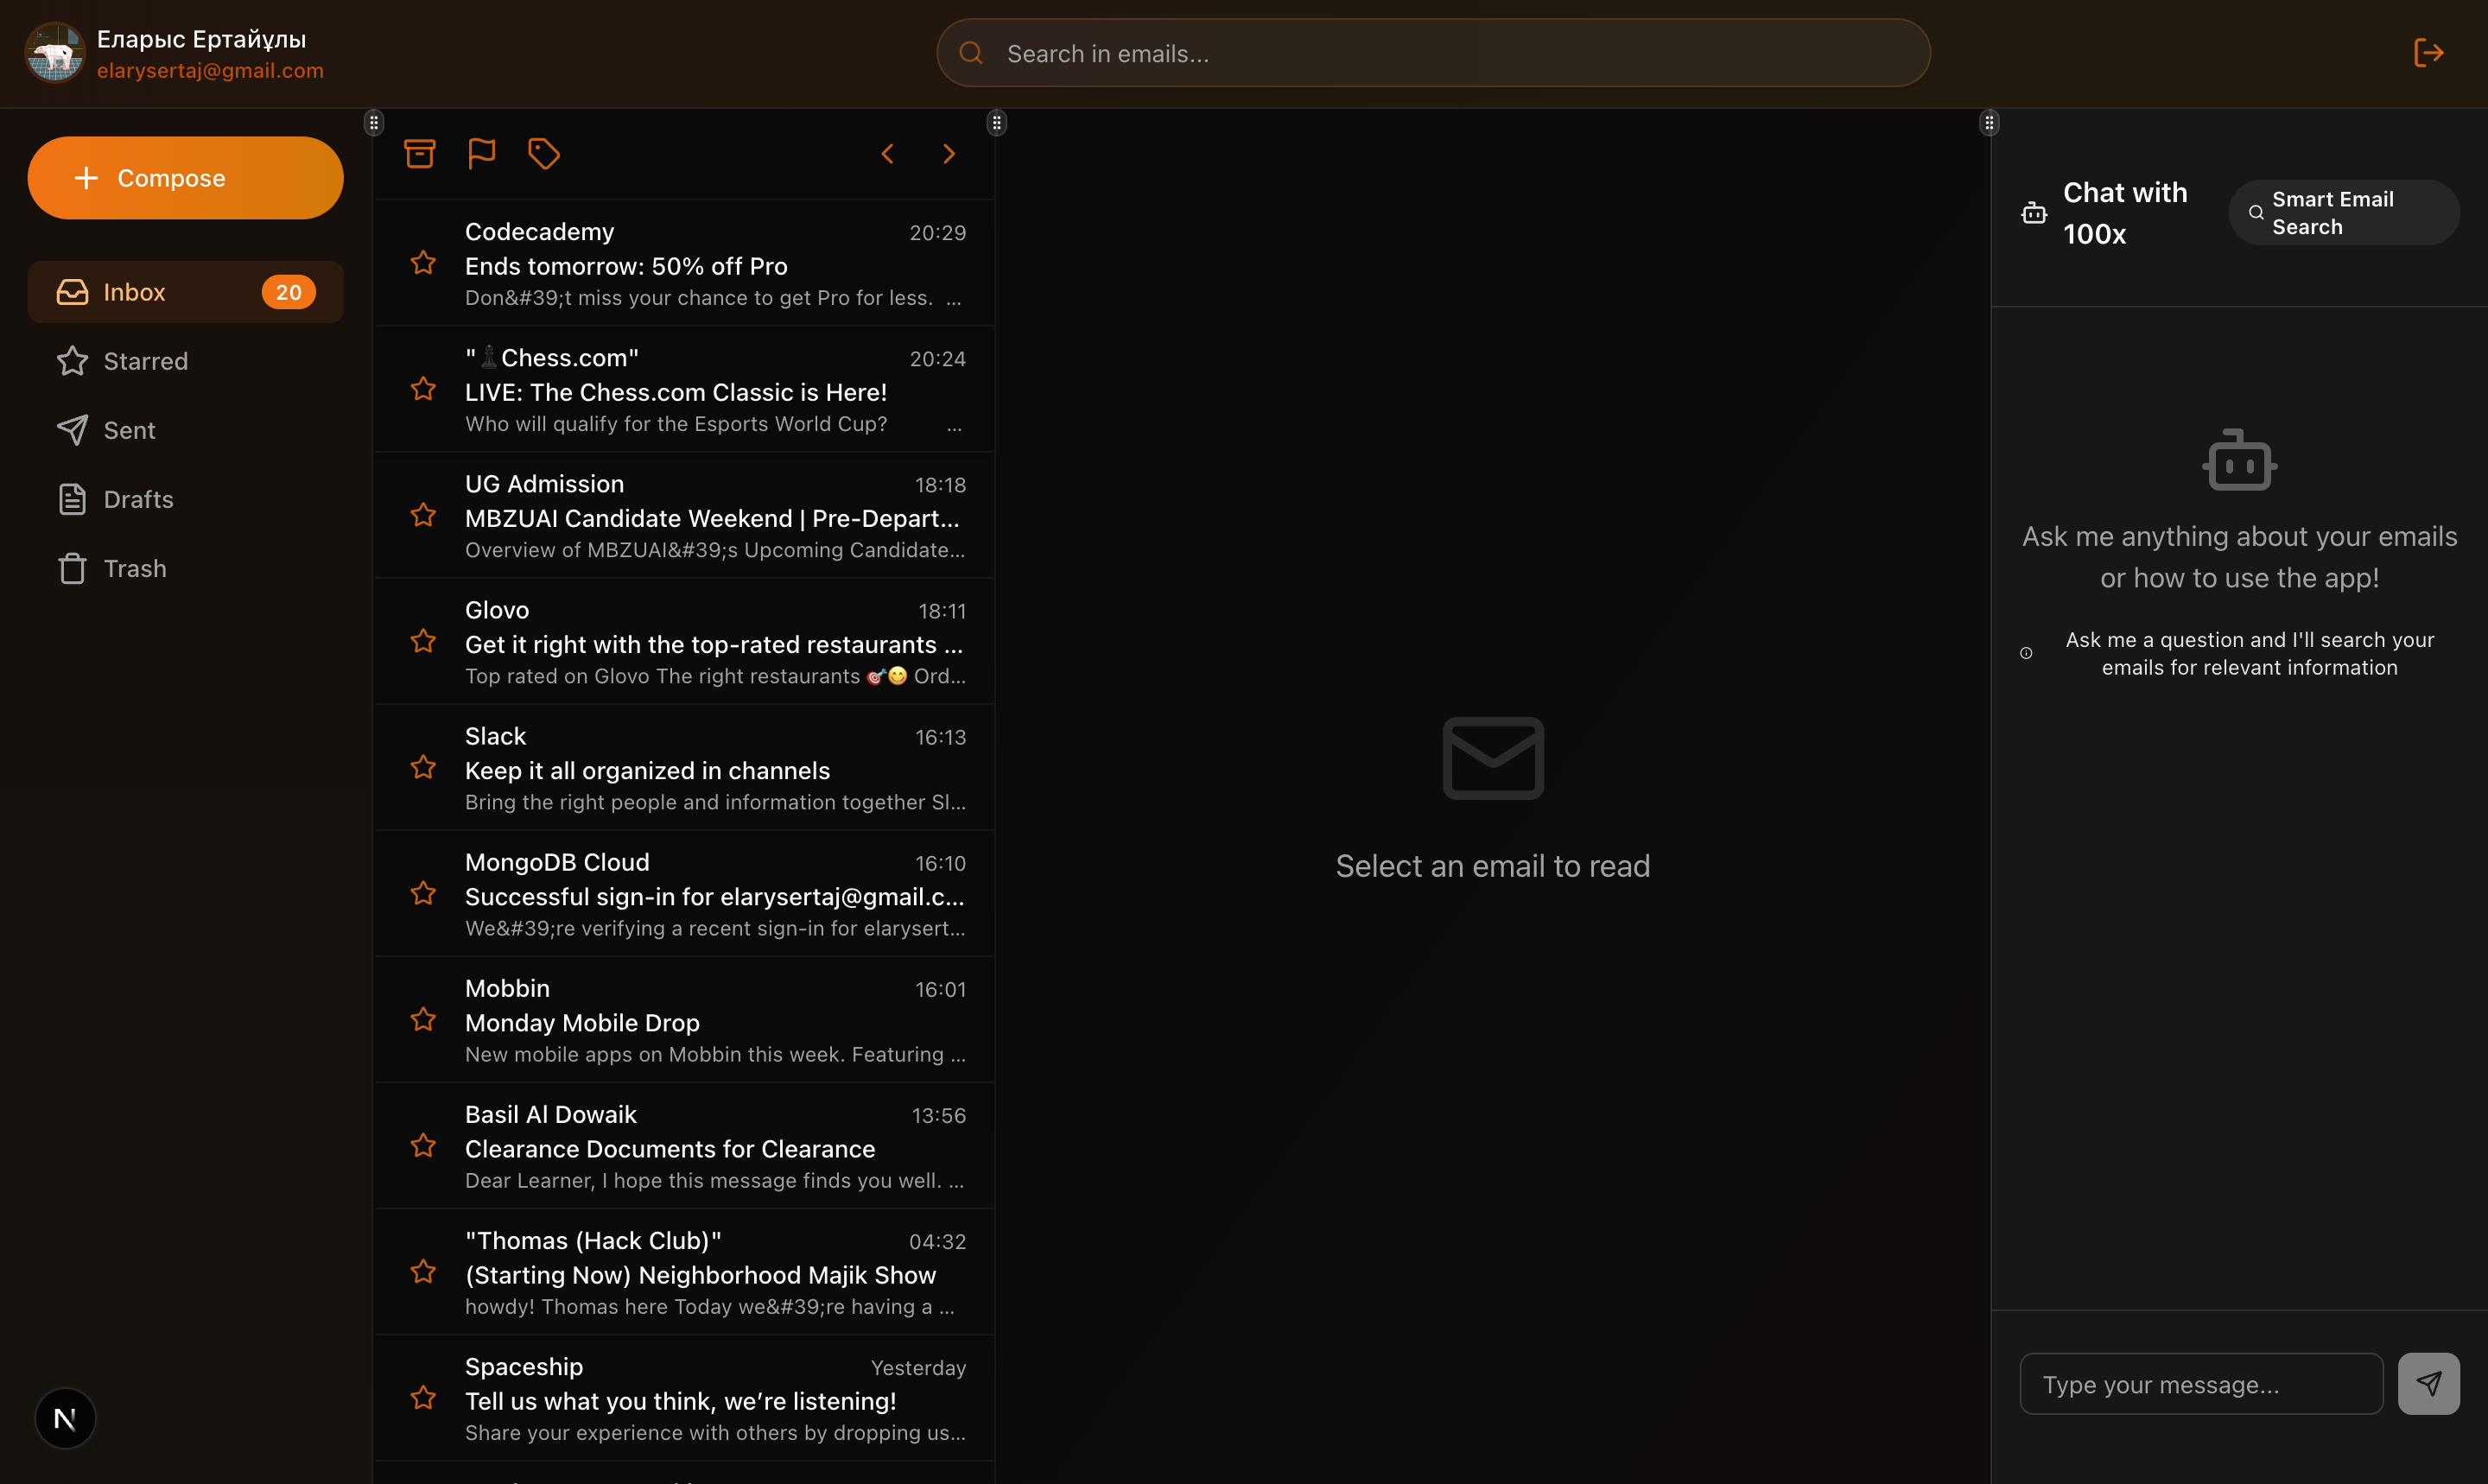 Еларыс Ертайұлы
elarysertaj@gmail.com
Search in emails...
Compose
Inbox 20
Starred
Sent
Drafts
Trash
N
Codecademy 20:29
Ends tomorrow: 50% off Pro
Don&#39;t miss your chance to get Pro for less. ...
"♟Chess.com" 20:24
LIVE: The Chess.com Classic is Here!
Who will qualify for the Esports World Cup? ...
UG Admission 18:18
MBZUAI Candidate Weekend | Pre-Depart...
Overview of MBZUAI&#39;s Upcoming Candidate...
Glovo 18:11
Get it right with the top-rated restaurants ...
Top rated on Glovo The right restaurants 🎯😋 Ord...
Slack 16:13
Keep it all organized in channels
Bring the right people and information together Sl...
MongoDB Cloud 16:10
Successful sign-in for elarysertaj@gmail.c...
We&#39;re verifying a recent sign-in for elarysert...
Mobbin 16:01
Monday Mobile Drop
New mobile apps on Mobbin this week. Featuring ...
Basil Al Dowaik 13:56
Clearance Documents for Clearance
Dear Learner, I hope this message finds you well. ...
"Thomas (Hack Club)" 04:32
(Starting Now) Neighborhood Majik Show
howdy! Thomas here Today we&#39;re having a ...
Spaceship Yesterday
Tell us what you think, we’re listening!
Share your experience with others by dropping us...
Select an email to read
Chat with
100x
Smart Email
Search
Ask me anything about your emails
or how to use the app!
Ask me a question and I'll search your
emails for relevant information
Type your message...